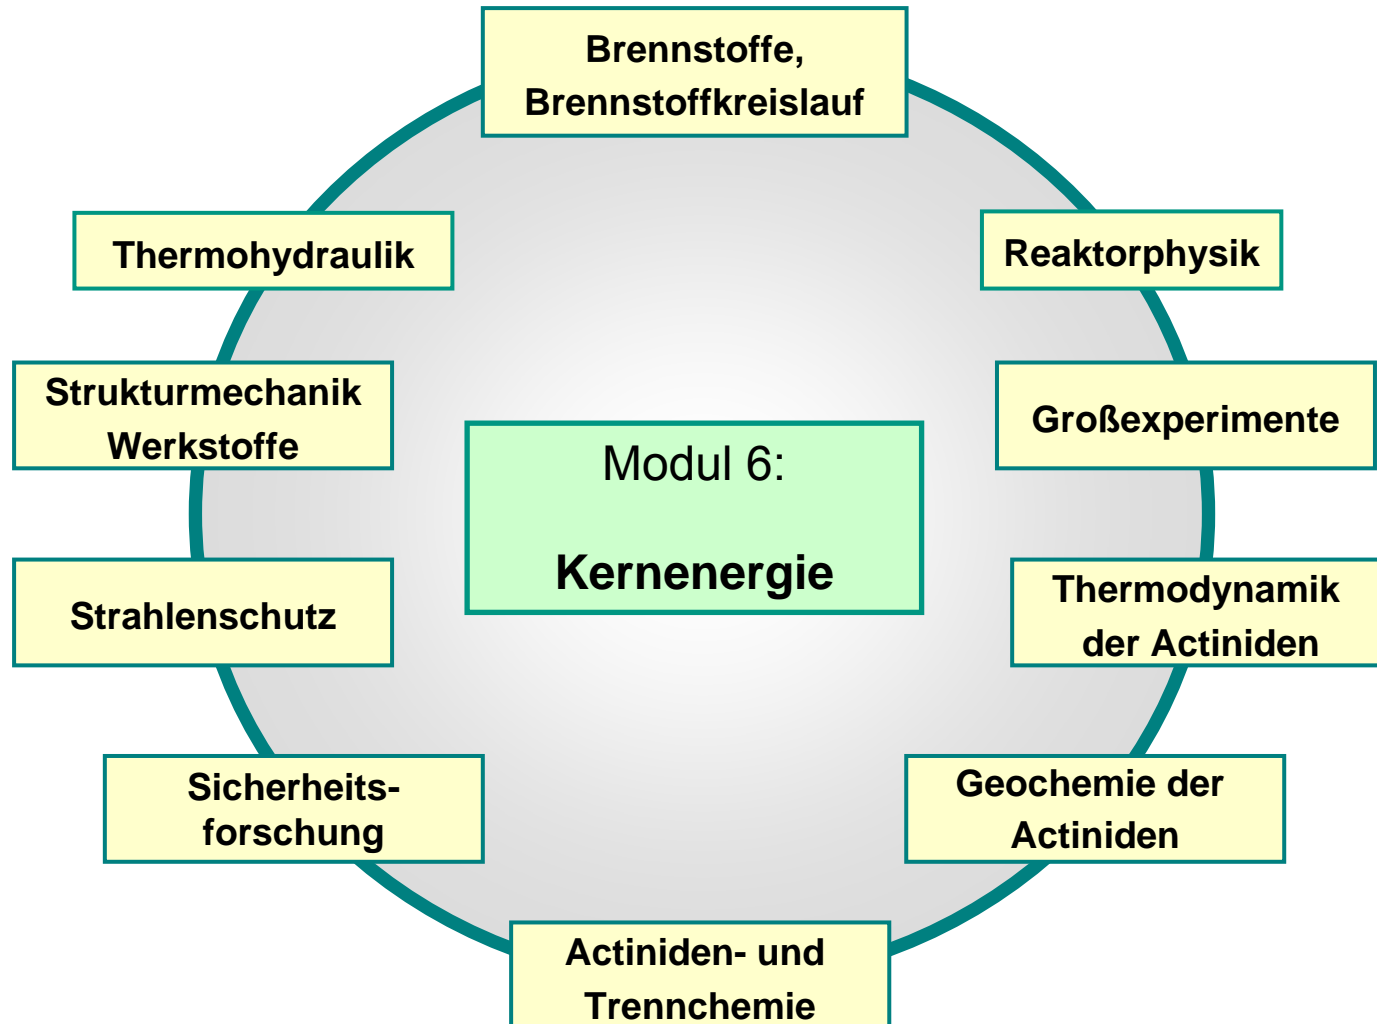 Brennstoffe,
Brennstoffkreislauf
Thermohydraulik
Reaktorphysik
Strukturmechanik
Werkstoffe
Großexperimente
Modul 6:
Kernenergie
Strahlenschutz
Thermodynamik
der Actiniden
Sicherheits-
forschung
Geochemie der
Actiniden
Actiniden- und
Trennchemie